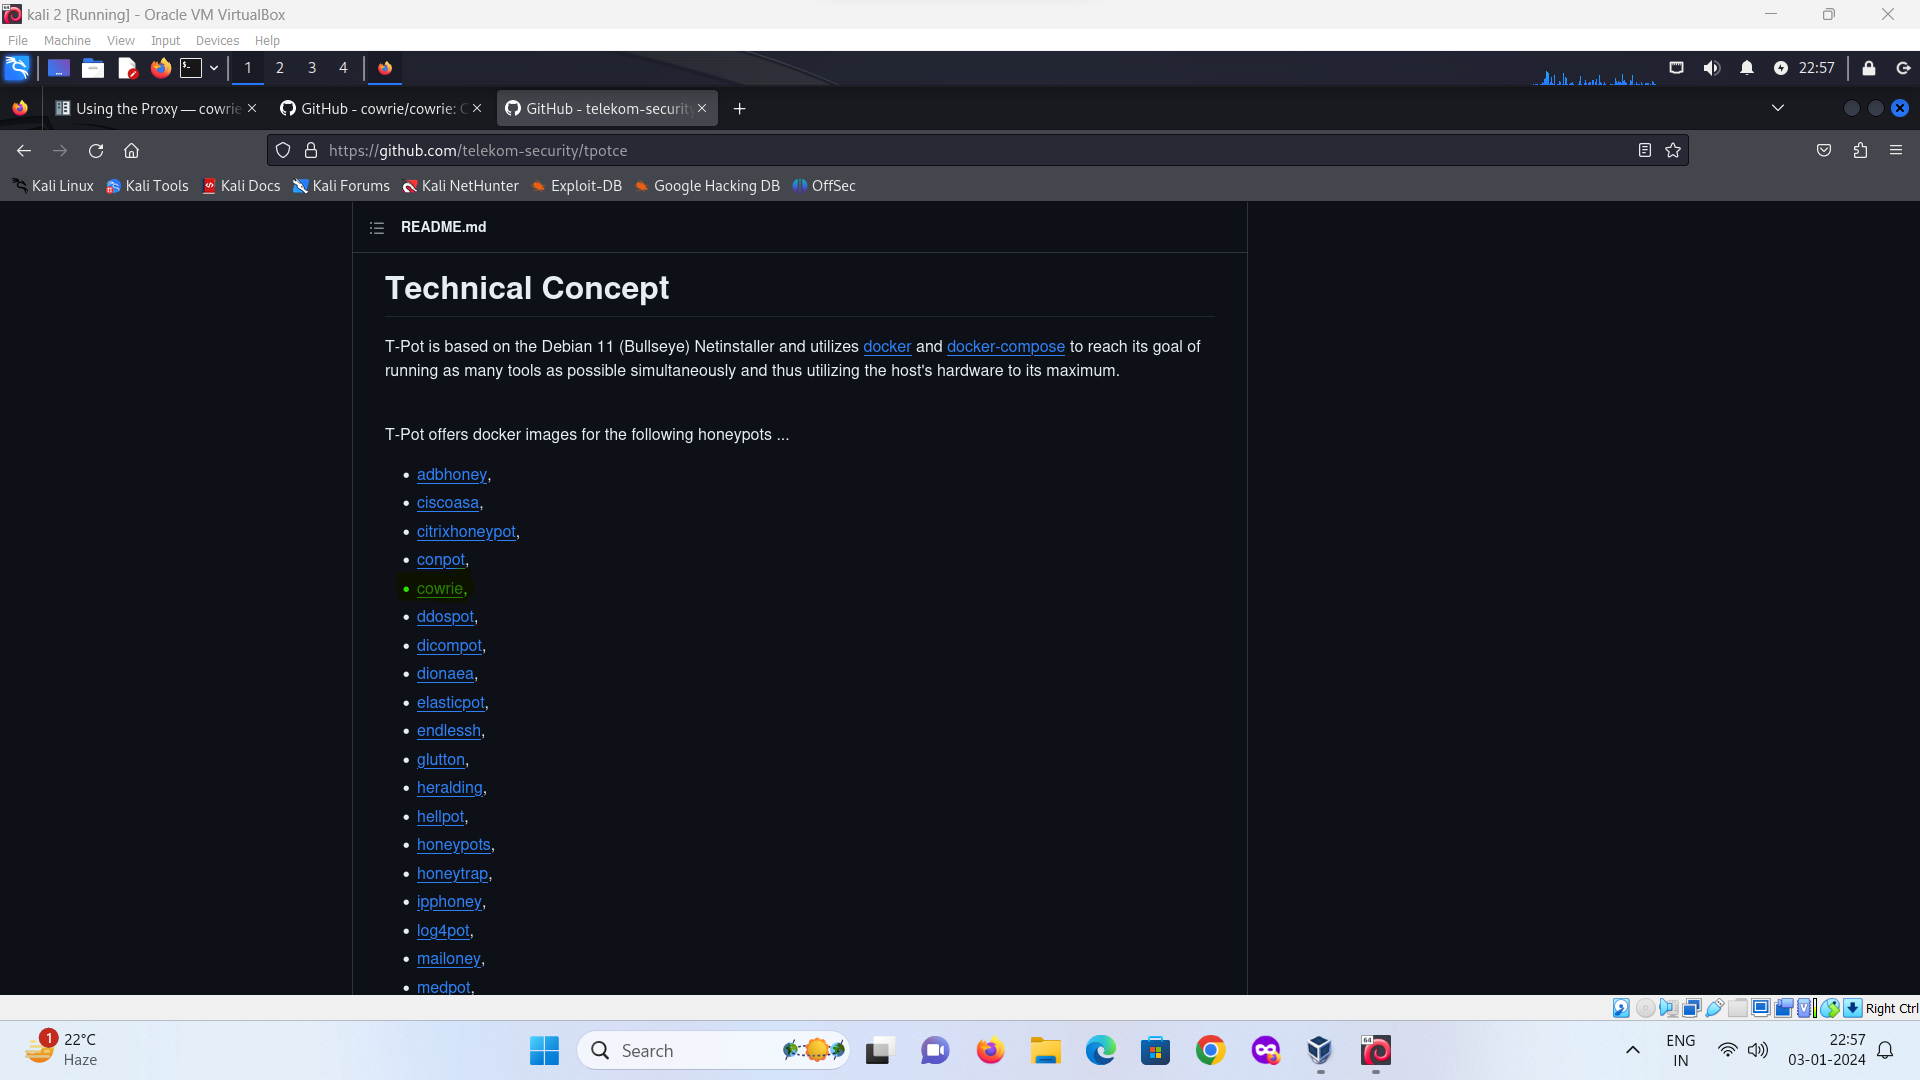 kali 2 [Running] - Oracle VM VirtualBox
File Machine View Input Devices Help
1 2 3 4 22:57
Using the Proxy — cowrie GitHub - cowrie/cowrie: C GitHub - telekom-security
https://github.com/telekom-security/tpotce
Kali Linux Kali Tools Kali Docs Kali Forums Kali NetHunter Exploit-DB Google Hacking DB OffSec
README.md
Technical Concept
T-Pot is based on the Debian 11 (Bullseye) Netinstaller and utilizes docker and docker-compose to reach its goal of
running as many tools as possible simultaneously and thus utilizing the host's hardware to its maximum.
T-Pot offers docker images for the following honeypots ...
• adbhoney,
• ciscoasa,
• citrixhoneypot,
• conpot,
• cowrie,
• ddospot,
• dicompot,
• dionaea,
• elasticpot,
• endlessh,
• glutton,
• heralding,
• hellpot,
• honeypots,
• honeytrap,
• ipphoney,
• log4pot,
• mailoney,
• medpot,
Right Ctrl
1 22°C
Haze
Search
64
ENG
IN
22:57
03-01-2024